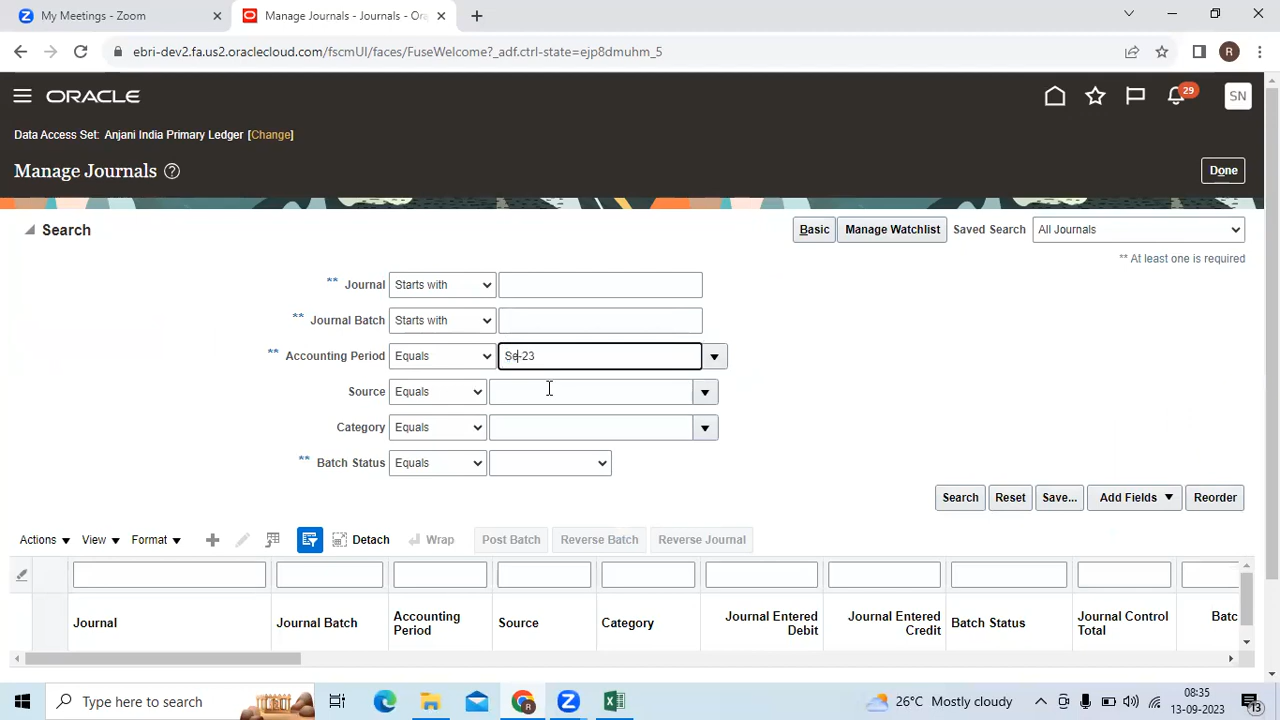 My Meetings - Zoom
Manage Journals - Journals - Ora
ebri-dev2.fa.us2.oraclecloud.com/fscmUI/faces/FuseWelcome?_adf.ctrl-state=ejp8dmuhm_5
R
ORACLE
29
SN
Data Access Set: Anjani India Primary Ledger [Change]
Manage Journals
Done
Search
Basic Manage Watchlist Saved Search All Journals
** At least one is required
** Journal Starts with
** Journal Batch Starts with
** Accounting Period Equals Se-23
Source Equals
Category Equals
** Batch Status Equals
Search Reset Save... Add Fields Reorder
Actions View Format Detach Wrap Post Batch Reverse Batch Reverse Journal
Journal
Journal Batch
Accounting Period
Source
Category
Journal Entered Debit
Journal Entered Credit
Batch Status
Journal Control Total
Batc
Type here to search
26°C Mostly cloudy
08:35
13-09-2023
13